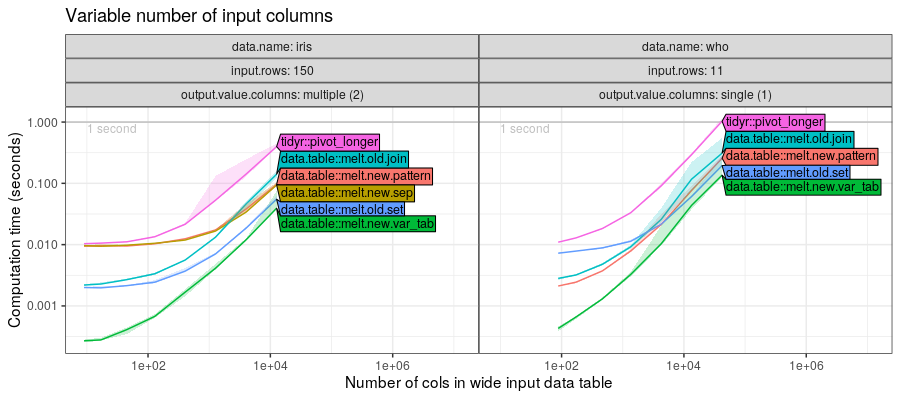 Variable number of input columns
data.name: iris
data.name: who
input.rows: 150
input.rows: 11
output.value.columns: multiple (2)
output.value.columns: single (1)
Computation time (seconds)
1.000
0.100
0.010
0.001
1 second
tidyr::pivot_longer
data.table::melt.old.join
data.table::melt.new.pattern
data.table::melt.new.sep
data.table::melt.old.set
data.table::melt.new.var_tab
1 second
tidyr::pivot_longer
data.table::melt.old.join
data.table::melt.new.pattern
data.table::melt.old.set
data.table::melt.new.var_tab
1e+02
1e+04
1e+06
1e+02
1e+04
1e+06
Number of cols in wide input data table